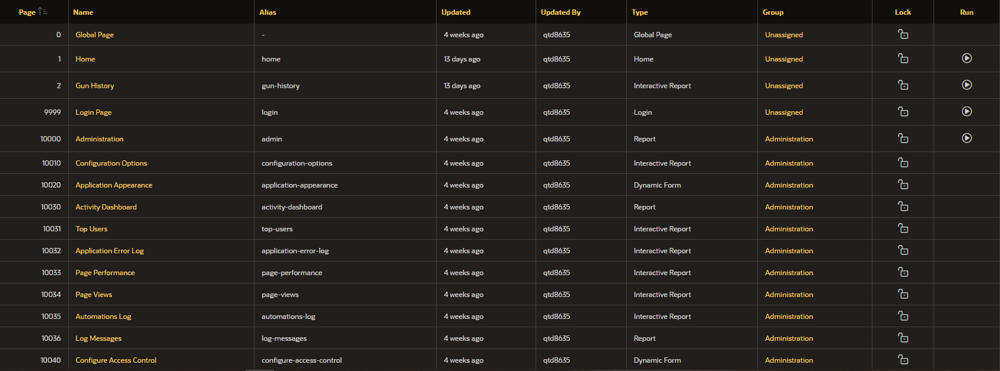 Page Name Alias Updated Updated By Type Group Lock Run
0 Global Page - 4 weeks ago qtd8635 Global Page Unassigned
1 Home home 13 days ago qtd8635 Home Unassigned
2 Gun History gun-history 13 days ago qtd8635 Interactive Report Unassigned
9999 Login Page login 4 weeks ago qtd8635 Login Unassigned
10000 Administration admin 4 weeks ago qtd8635 Report Administration
10010 Configuration Options configuration-options 4 weeks ago qtd8635 Interactive Report Administration
10020 Application Appearance application-appearance 4 weeks ago qtd8635 Dynamic Form Administration
10030 Activity Dashboard activity-dashboard 4 weeks ago qtd8635 Report Administration
10031 Top Users top-users 4 weeks ago qtd8635 Interactive Report Administration
10032 Application Error Log application-error-log 4 weeks ago qtd8635 Interactive Report Administration
10033 Page Performance page-performance 4 weeks ago qtd8635 Interactive Report Administration
10034 Page Views page-views 4 weeks ago qtd8635 Interactive Report Administration
10035 Automations Log automations-log 4 weeks ago qtd8635 Interactive Report Administration
10036 Log Messages log-messages 4 weeks ago qtd8635 Report Administration
10040 Configure Access Control configure-access-control 4 weeks ago qtd8635 Dynamic Form Administration